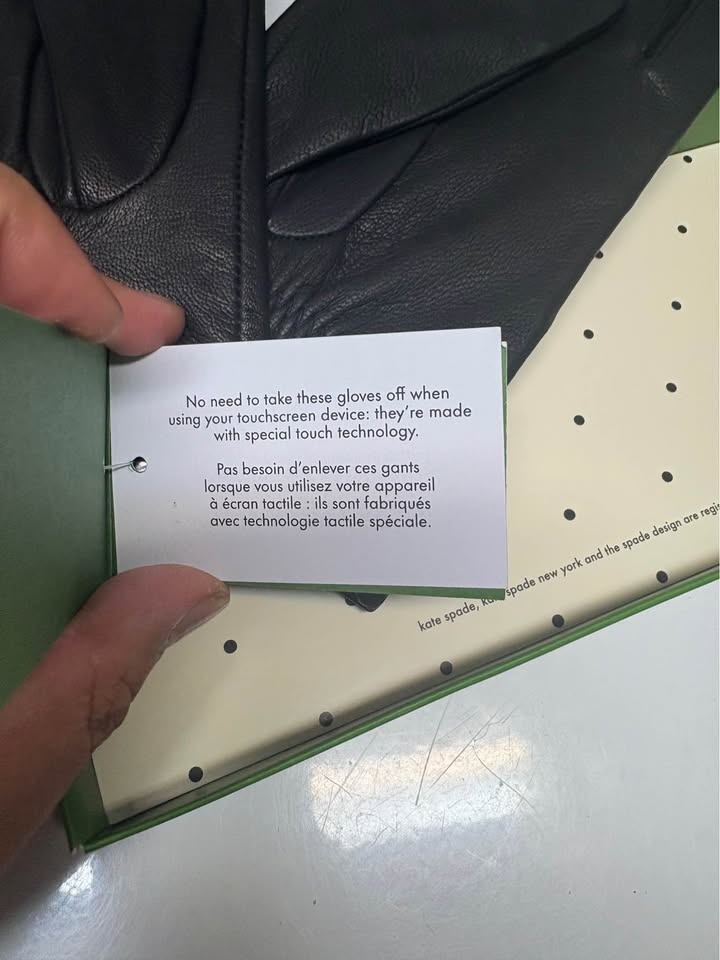 No need to take these gloves off when
using your touchscreen device: they're made
with special touch technology.
Pas besoin d'enlever ces gants
lorsque vous utilisez votre appareil
à écran tactile : ils sont fabriqués
avec technologie tactile spéciale.
kate spade, spade new york and the spade design are